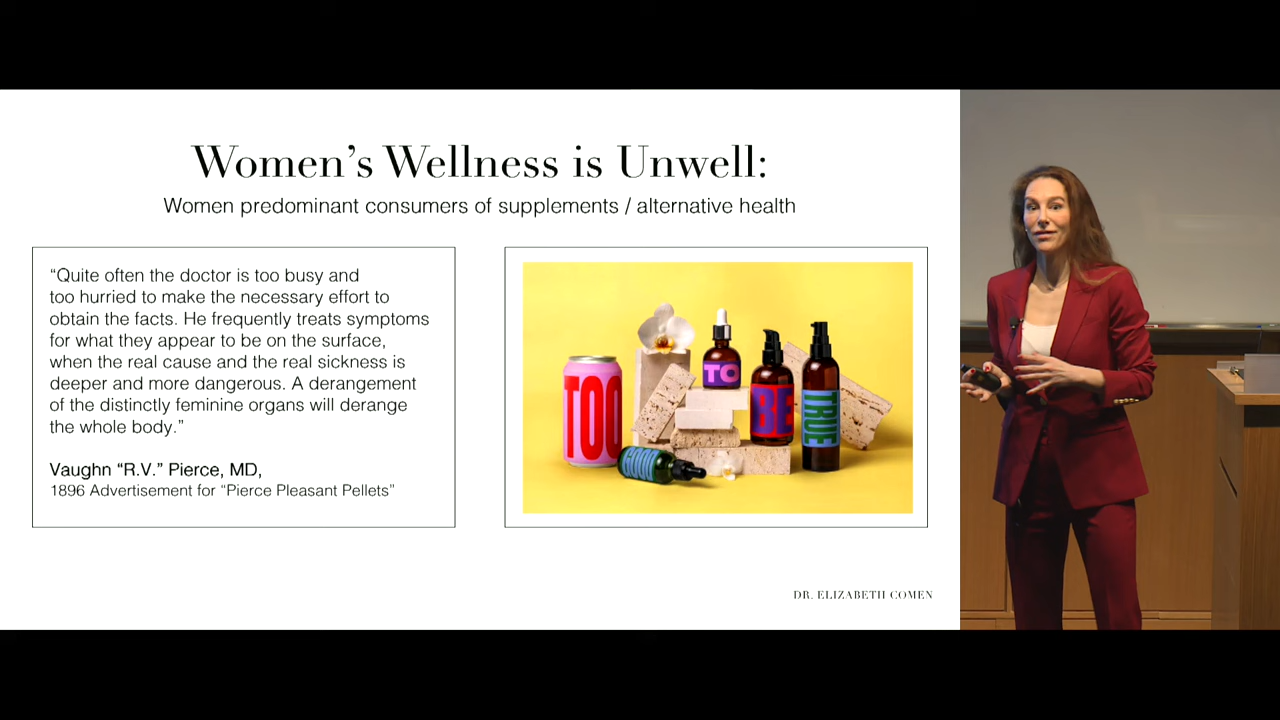 Women's Wellness is Unwell:
Women predominant consumers of supplements / alternative health
“Quite often the doctor is too busy and
too hurried to make the necessary effort to
obtain the facts. He frequently treats symptoms
for what they appear to be on the surface,
when the real cause and the real sickness is
deeper and more dangerous. A derangement
of the distinctly feminine organs will derange
the whole body.”
Vaughn “R.V.” Pierce, MD,
1896 Advertisement for “Pierce Pleasant Pellets”
TOO
GOOD
TO
BE
TRUE
DR. ELIZABETH COMEN